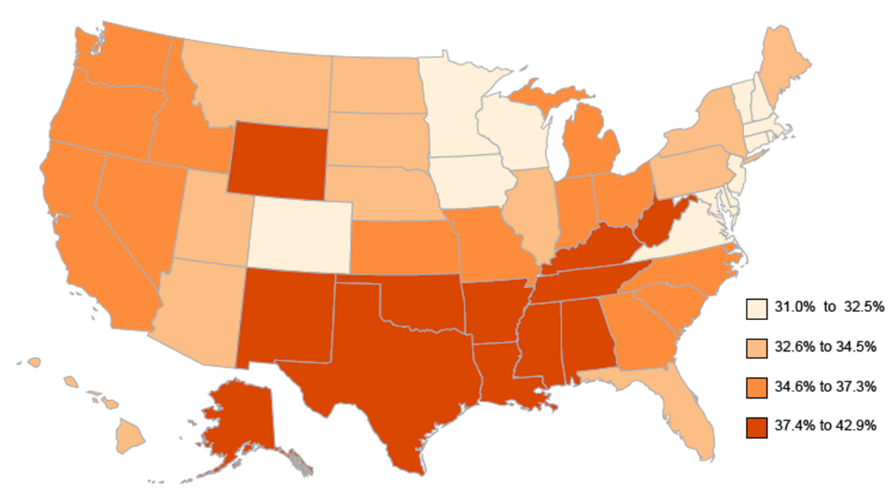 31.0% to 32.5%
32.6% to 34.5%
34.6% to 37.3%
37.4% to 42.9%